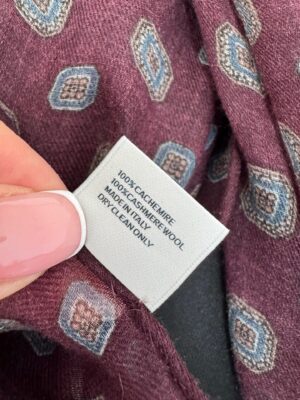 100% CACHEMIRE
100% CASHMERE WOOL
MADE IN ITALY
DRY CLEAN ONLY